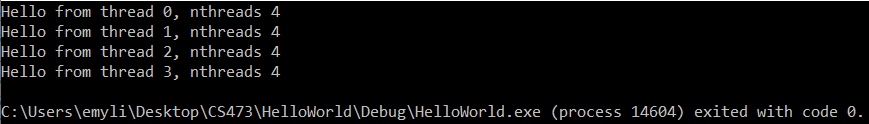 Hello from thread 0, nthreads 4
Hello from thread 1, nthreads 4
Hello from thread 2, nthreads 4
Hello from thread 3, nthreads 4
C:\Users\emyli\Desktop\CS473\HelloWorld\Debug\HelloWorld.exe (process 14604) exited with code 0.